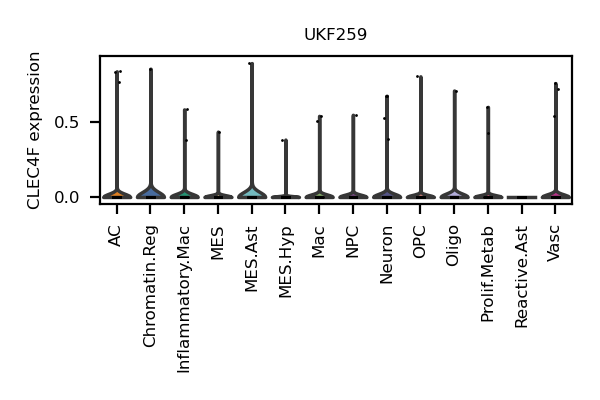 UKF259
CLEC4F expression
0.5
0.0
AC
Chromatin.Reg
Inflammatory.Mac
MES
MES.Ast
MES.Hyp
Mac
NPC
Neuron
OPC
Oligo
Prolif.Metab
Reactive.Ast
Vasc